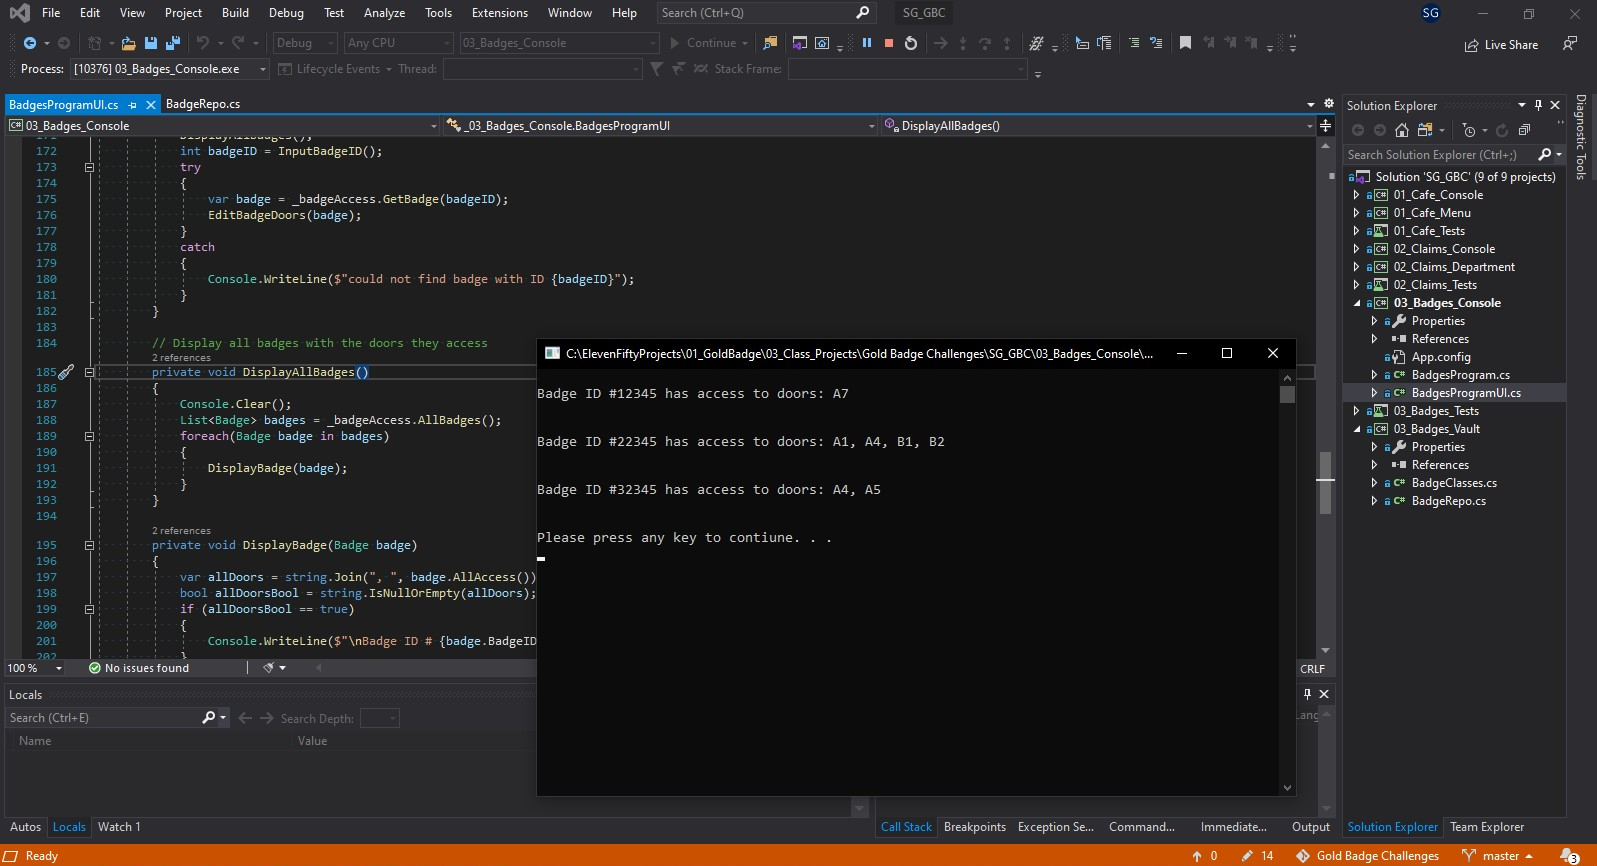 File Edit View Project Build Debug Test Analyze Tools Extensions Window Help Search (Ctrl+Q) SG_GBC SG
Debug Any CPU 03_Badges_Console Continue Live Share
Process: [10376] 03_Badges_Console.exe Lifecycle Events Thread: Stack Frame:
BadgesProgramUI.cs BadgeRepo.cs
03_Badges_Console _03_Badges_Console.BadgesProgramUI DisplayAllBadges()
171 DisplayAllBadges();
172 int badgeID = InputBadgeID();
173 try
174 {
175 var badge = _badgeAccess.GetBadge(badgeID);
176 EditBadgeDoors(badge);
177 }
178 catch
179 {
180 Console.WriteLine($"could not find badge with ID {badgeID}");
181 }
182 }
183
184 // Display all badges with the doors they access
2 references
185 private void DisplayAllBadges()
186 {
187 Console.Clear();
188 List<Badge> badges = _badgeAccess.AllBadges();
189 foreach(Badge badge in badges)
190 {
191 DisplayBadge(badge);
192 }
193 }
194
2 references
195 private void DisplayBadge(Badge badge)
196 {
197 var allDoors = string.Join(", ", badge.AllAccess())
198 bool allDoorsBool = string.IsNullOrEmpty(allDoors);
199 if (allDoorsBool == true)
200 {
201 Console.WriteLine($"\nBadge ID # {badge.BadgeID
202 }
100 % No issues found CRLF
C:\ElevenFiftyProjects\01_GoldBadge\03_Class_Projects\Gold Badge Challenges\SG_GBC\03_Badges_Console\...
Badge ID #12345 has access to doors: A7
Badge ID #22345 has access to doors: A1, A4, B1, B2
Badge ID #32345 has access to doors: A4, A5
Please press any key to contiune. . .
Locals
Search (Ctrl+E) Search Depth:
Name Value
Lang
Autos Locals Watch 1
Call Stack Breakpoints Exception Se... Command... Immediate... Output
Solution Explorer
Search Solution Explorer (Ctrl+;)
Solution 'SG_GBC' (9 of 9 projects)
C# 01_Cafe_Console
C# 01_Cafe_Menu
01_Cafe_Tests
C# 02_Claims_Console
C# 02_Claims_Department
02_Claims_Tests
C# 03_Badges_Console
Properties
References
App.config
C# BadgesProgram.cs
C# BadgesProgramUI.cs
03_Badges_Tests
C# 03_Badges_Vault
Properties
References
C# BadgeClasses.cs
C# BadgeRepo.cs
Solution Explorer Team Explorer
Diagnostic Tools
Ready 0 14 Gold Badge Challenges master 3